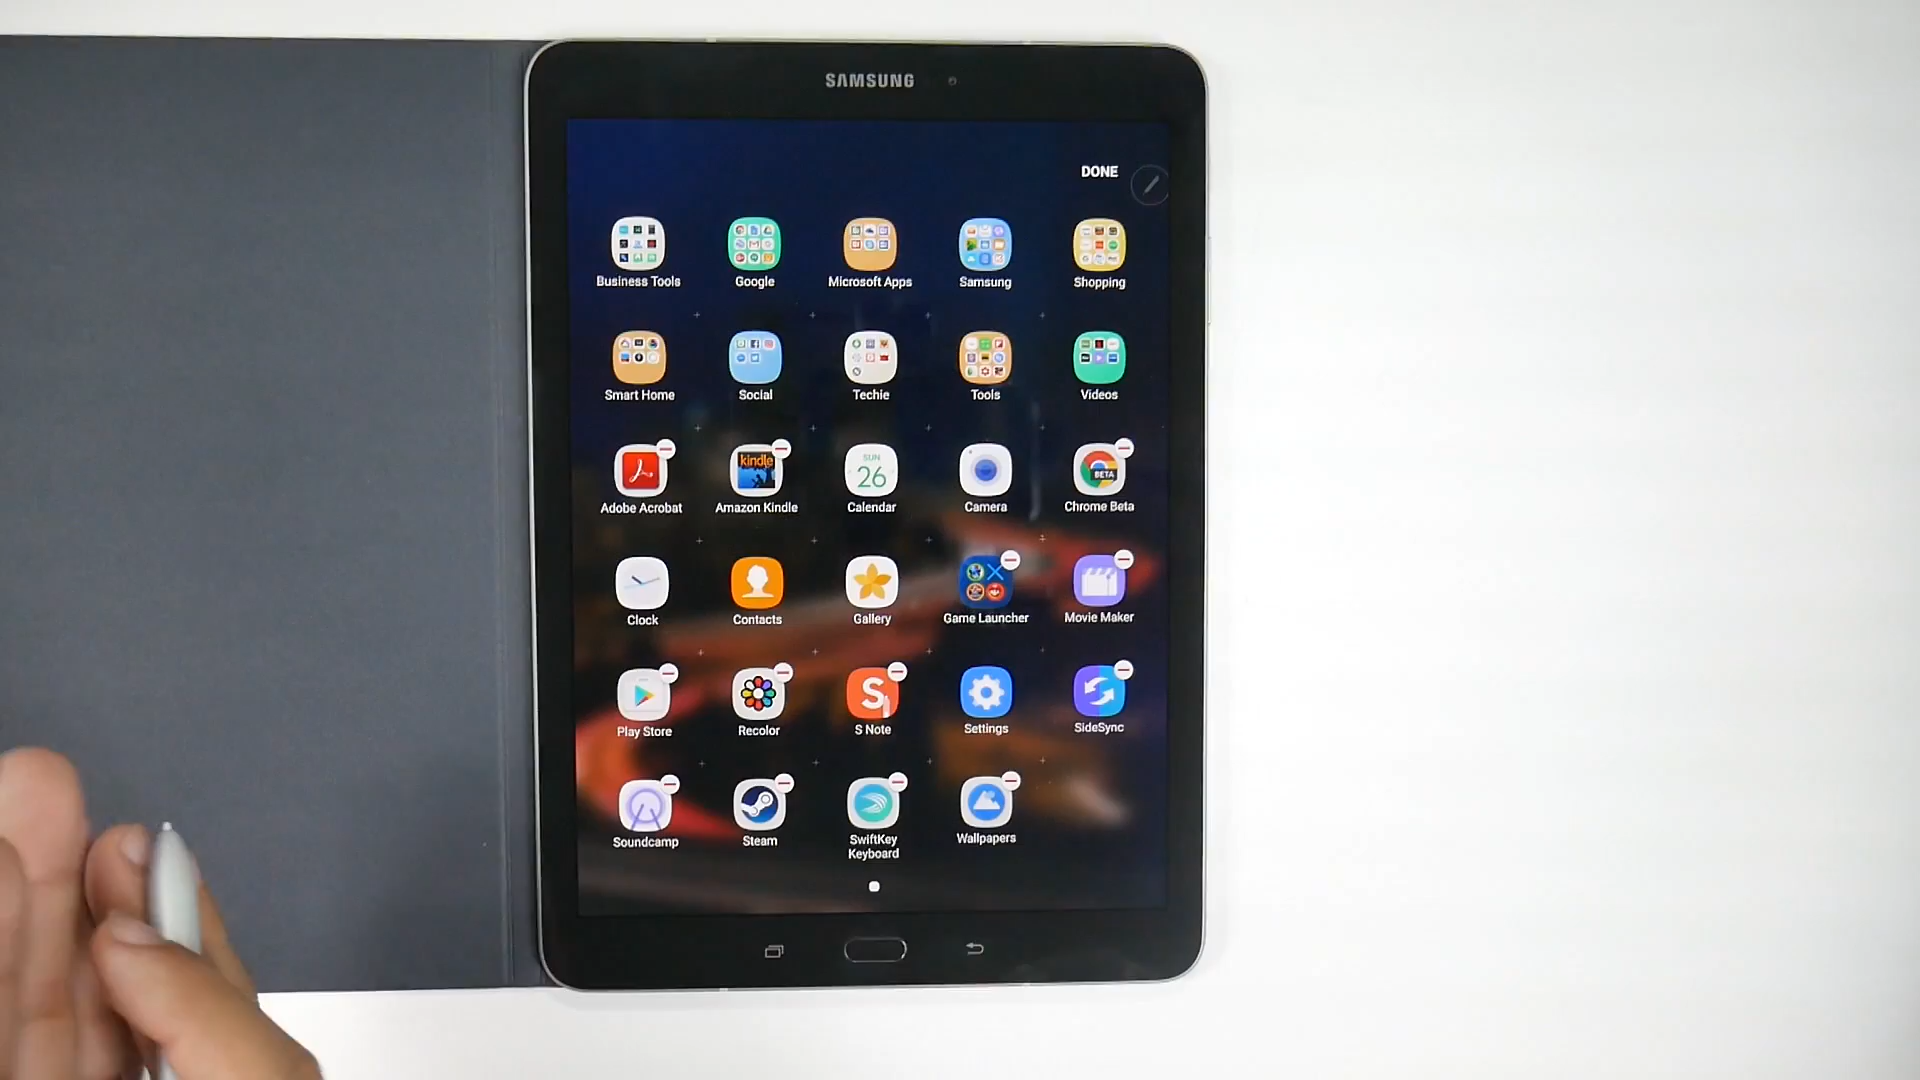 SAMSUNG
DONE
Business Tools
Google
Microsoft Apps
Samsung
Shopping
Smart Home
Social
Techie
Tools
Videos
kindle
SUN
26
BETA
Adobe Acrobat
Amazon Kindle
Calendar
Camera
Chrome Beta
Clock
Contacts
Gallery
Game Launcher
Movie Maker
S
Play Store
Recolor
S Note
Settings
SideSync
Soundcamp
Steam
SwiftKey
Keyboard
Wallpapers